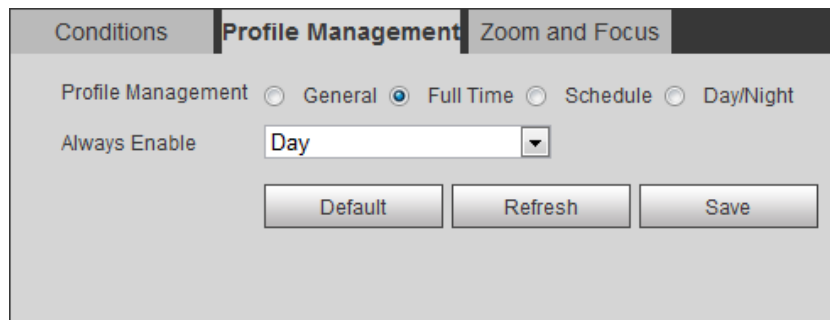 Conditions Profile Management Zoom and Focus
Profile Management General Full Time Schedule Day/Night
Always Enable Day
Default Refresh Save